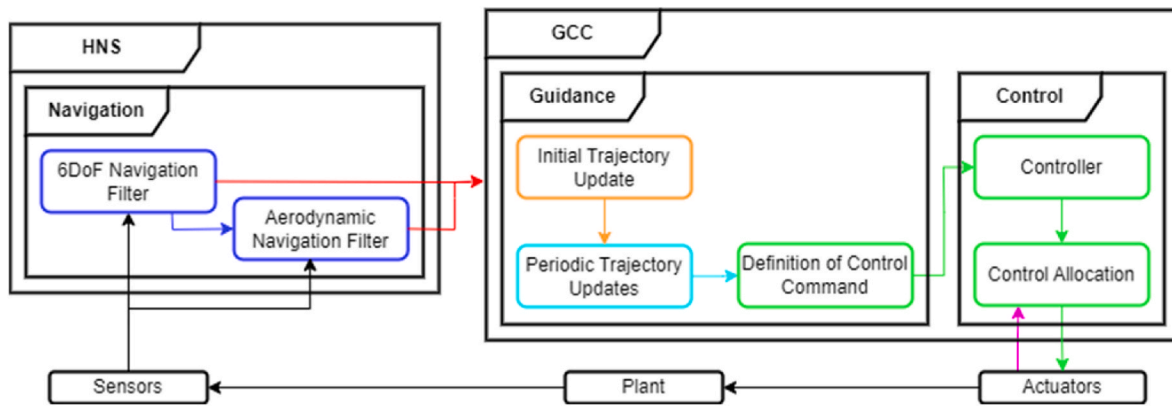 HNS
Navigation
6DoF Navigation
Filter
Aerodynamic
Navigation Filter
GCC
Guidance
Initial Trajectory
Update
Periodic Trajectory
Updates
Definition of Control
Command
Control
Controller
Control Allocation
Sensors
Plant
Actuators